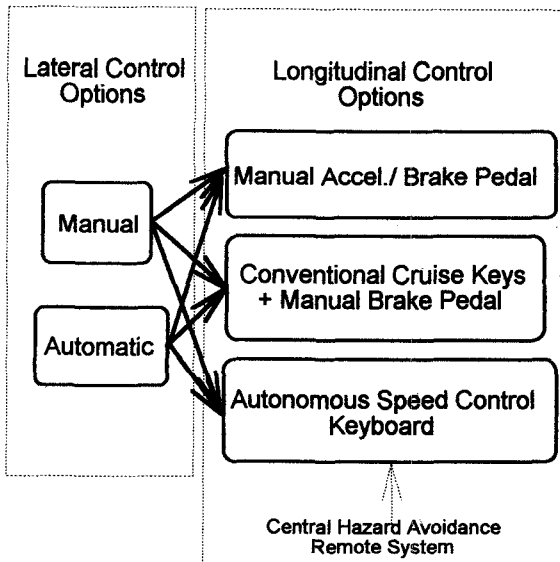 Lateral Control
Options
Longitudinal Control
Options
Manual Accel./ Brake Pedal
Manual
Conventional Cruise Keys
+ Manual Brake Pedal
Automatic
Autonomous Speed Control
Keyboard
Central Hazard Avoidance
Remote System